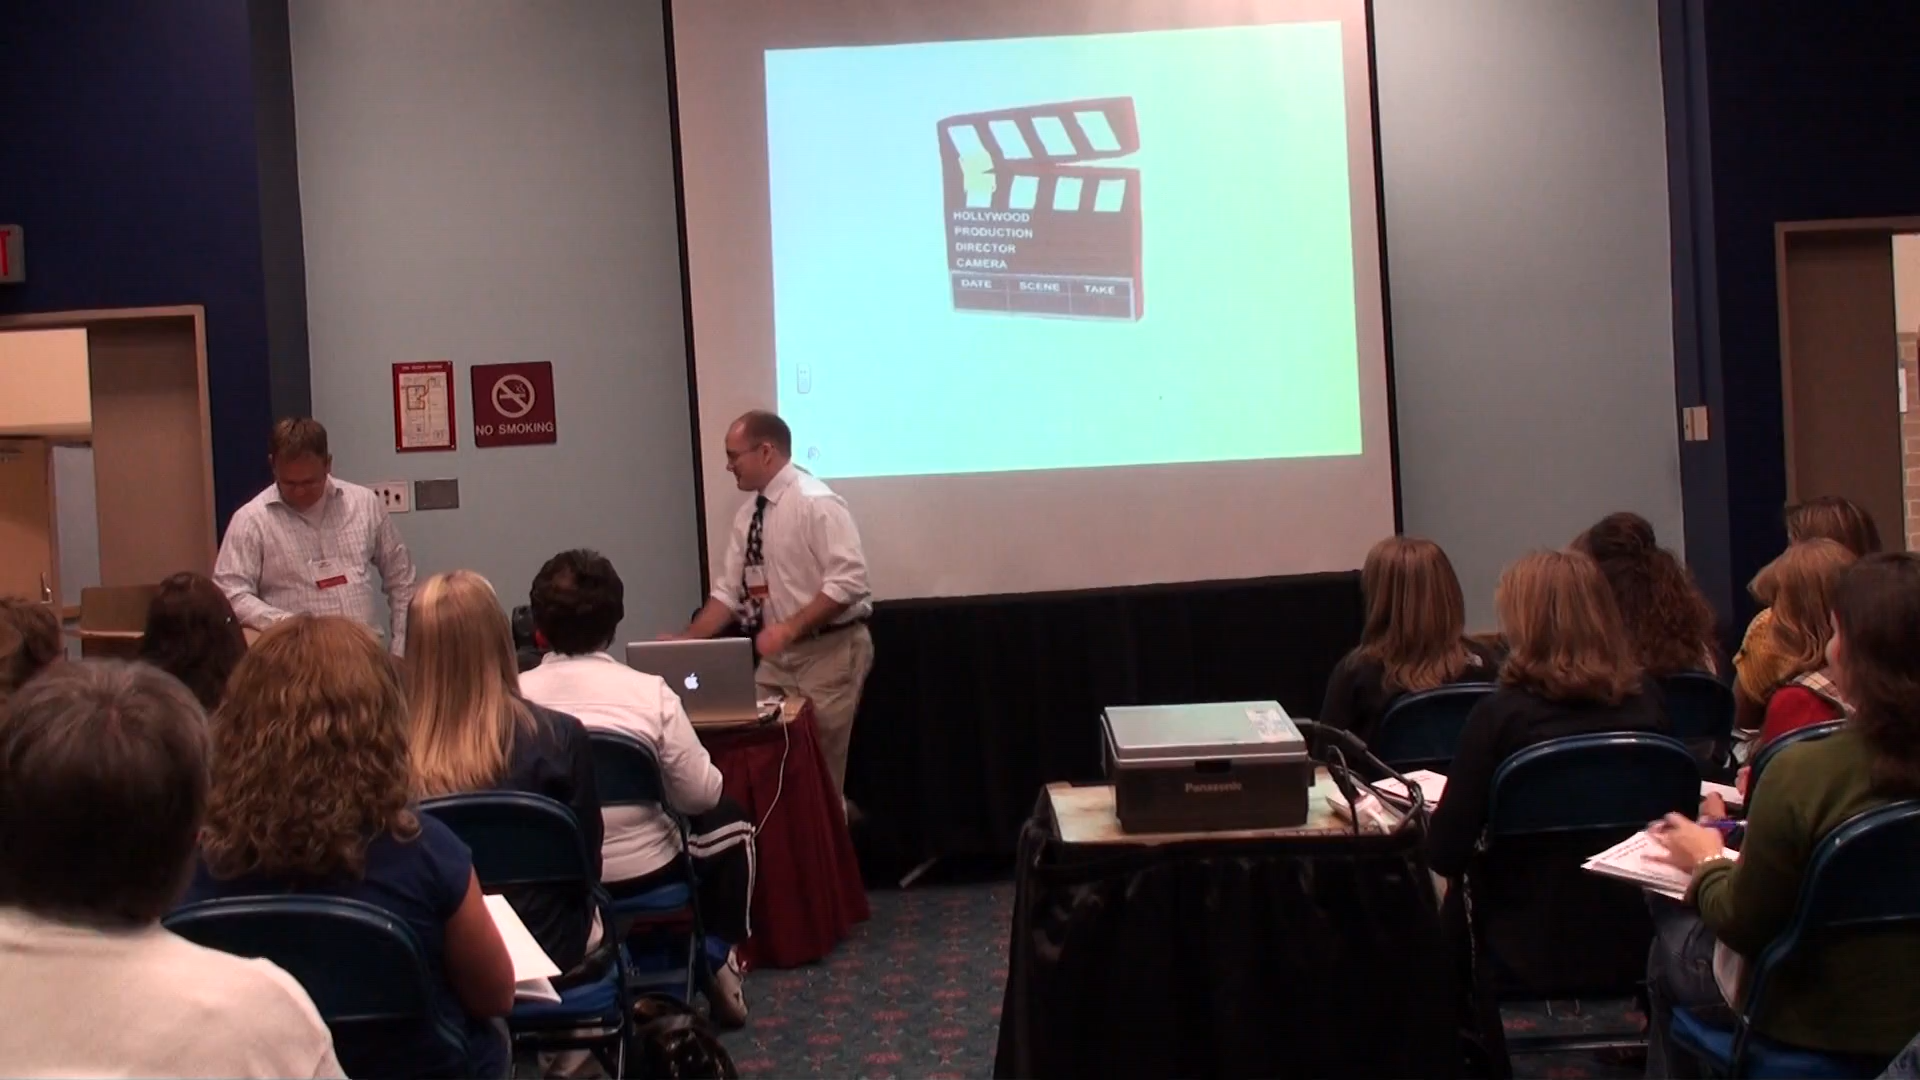 HOLLYWOOD
PRODUCTION
DIRECTOR
CAMERA
DATE SCENE TAKE
NO SMOKING
Panasonic